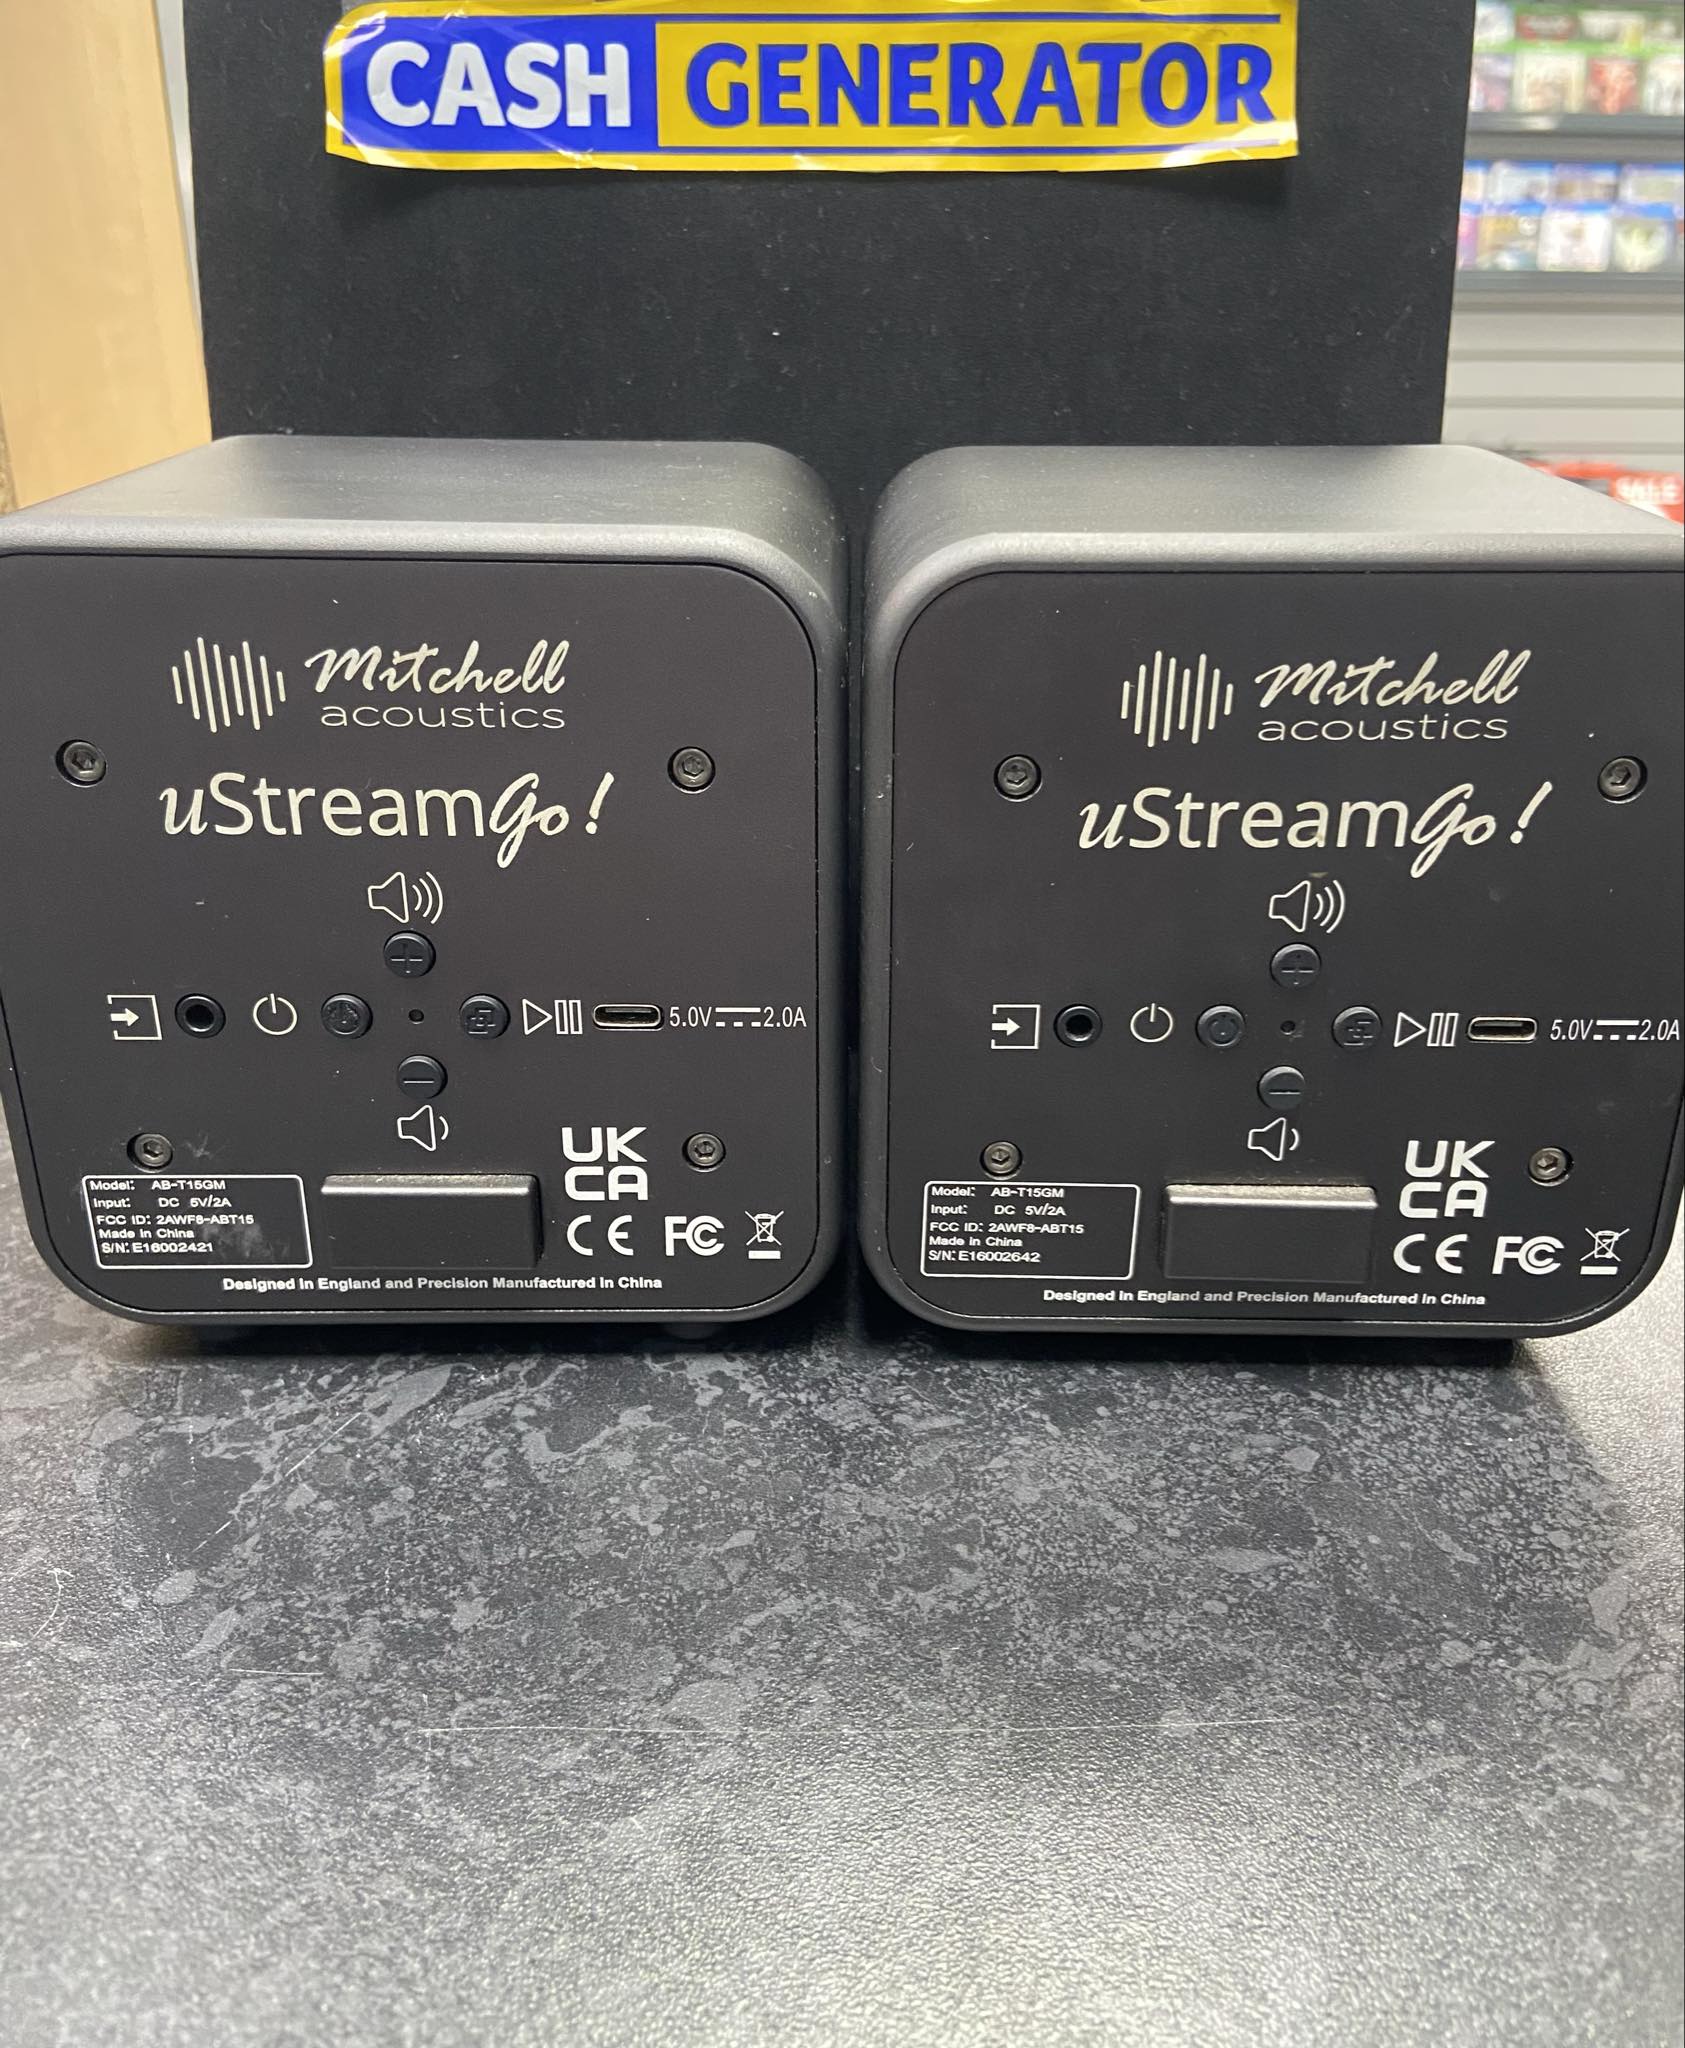 CASH GENERATOR
SALE
Mitchell
acoustics
uStreamGo!
5.0V 2.0A
UK
CA
Model: AB-T15GM
Input: DC 5V/2A
FCC ID: 2AWF8-ABT15
Made in China
S/N: E16002421
CE FC
Designed in England and Precision Manufactured in China
Mitchell
acoustics
uStreamGo!
5.0V 2.0A
UK
CA
Model: AB-T15GM
Input: DC 5V/2A
FCC ID: 2AWF8-ABT15
Made in China
S/N: E16002642
CE FC
Designed in England and Precision Manufactured in China